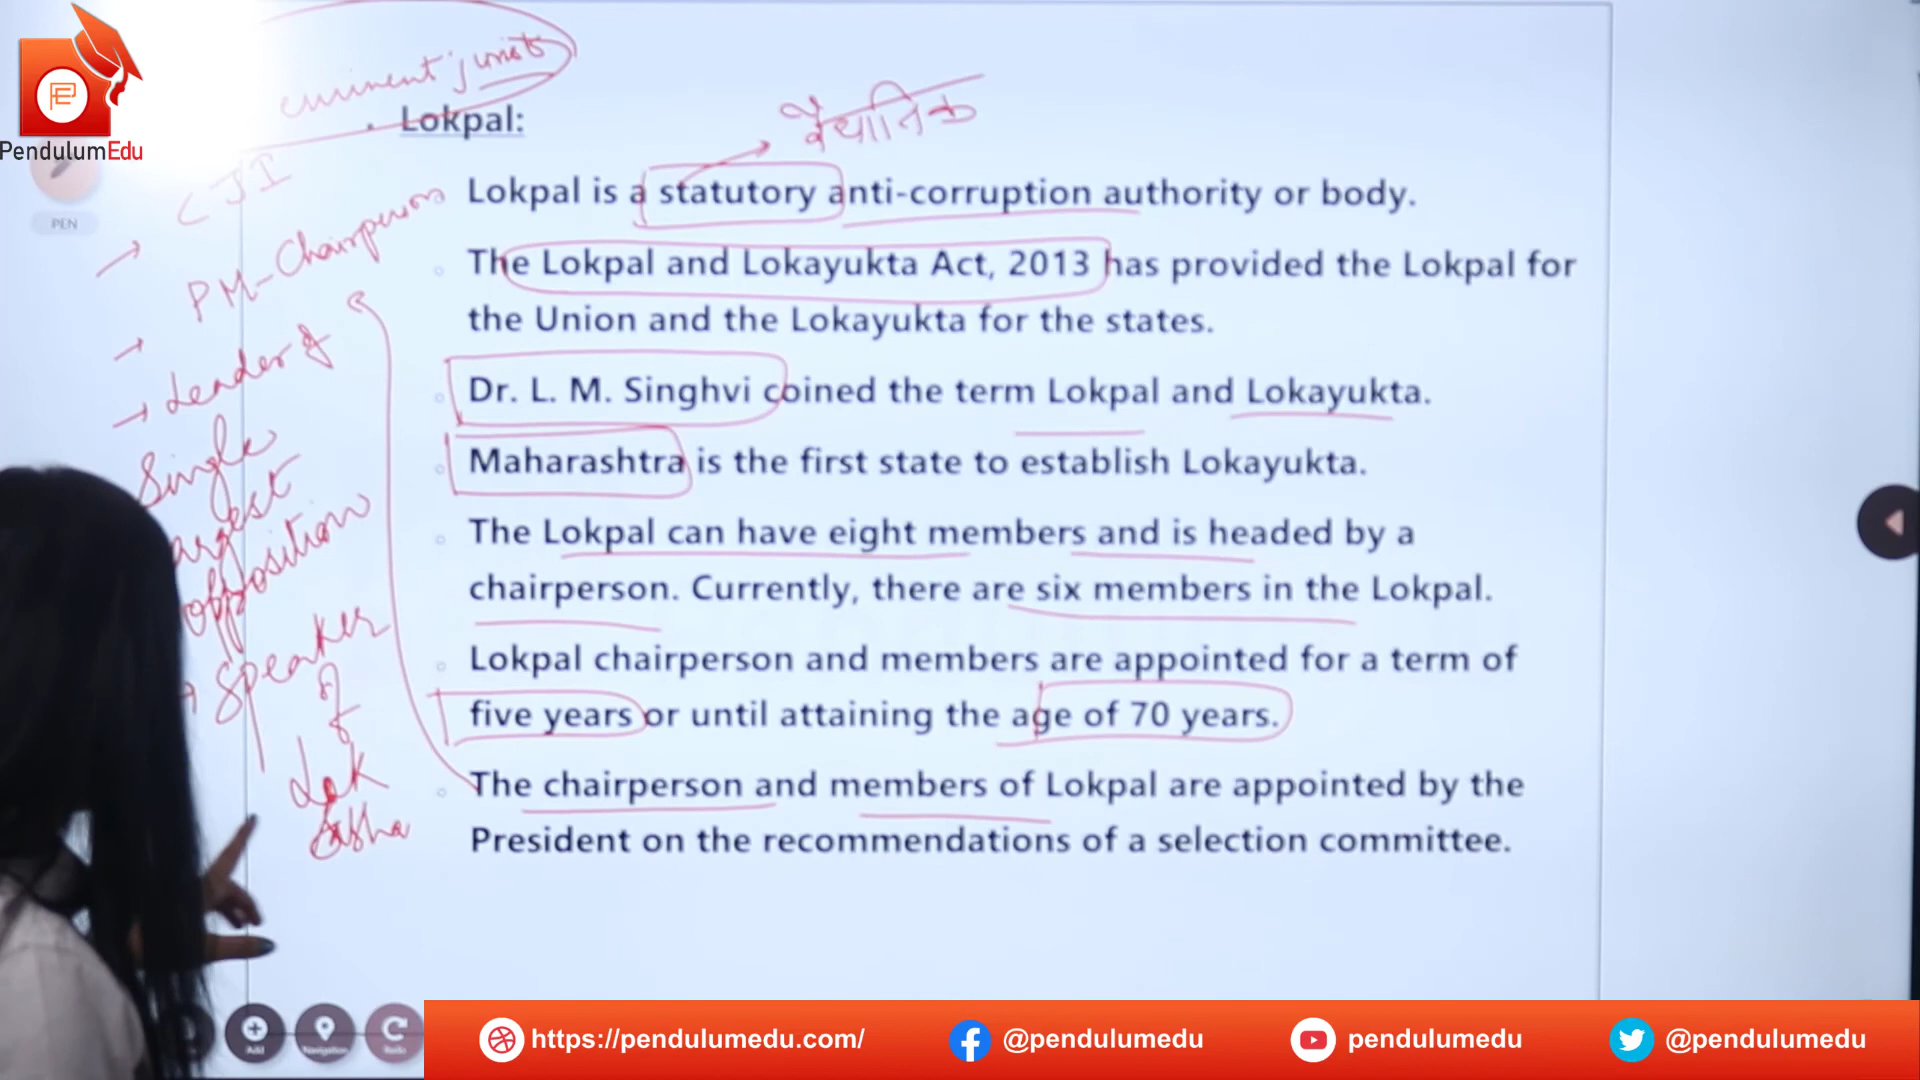 PendulumEdu
PEN
eminent jurists
Lokpal:
वैधानिक
CJI
PM-Chairperson
Leader of
Single
argest
opposition
Speaker
of
Lok
Lokpal is a statutory anti-corruption authority or body.
The Lokpal and Lokayukta Act, 2013 has provided the Lokpal for
the Union and the Lokayukta for the states.
Dr. L. M. Singhvi coined the term Lokpal and Lokayukta.
Maharashtra is the first state to establish Lokayukta.
The Lokpal can have eight members and is headed by a
chairperson. Currently, there are six members in the Lokpal.
Lokpal chairperson and members are appointed for a term of
five years or until attaining the age of 70 years.
The chairperson and members of Lokpal are appointed by the
President on the recommendations of a selection committee.
Add Navigation Redo
https://pendulumedu.com/ @pendulumedu pendulumedu @pendulumedu